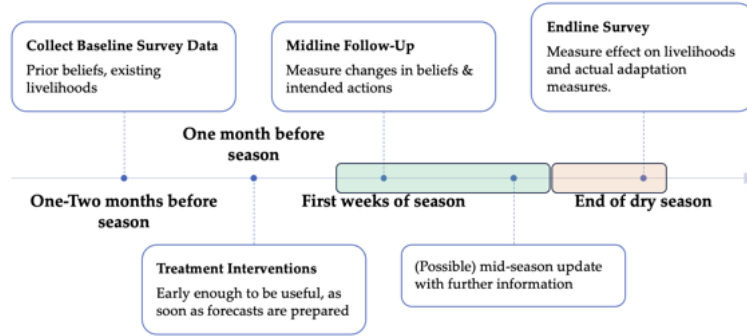 Collect Baseline Survey Data
Prior beliefs, existing
livelihoods
Midline Follow-Up
Measure changes in beliefs &
intended actions
Endline Survey
Measure effect on livelihoods
and actual adaptation
measures.
One month before
season
One-Two months before
season
First weeks of season
End of dry season
Treatment Interventions
Early enough to be useful, as
soon as forecasts are prepared
(Possible) mid-season update
with further information